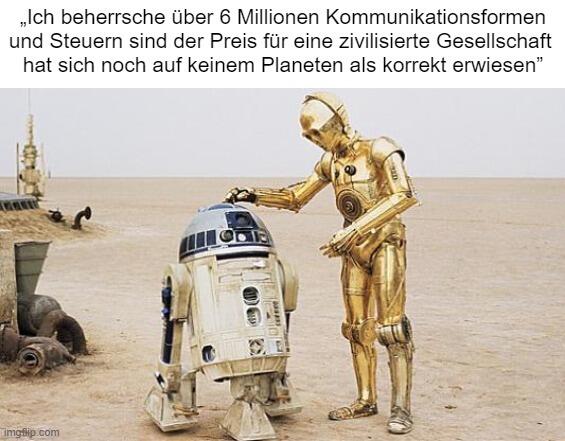 „Ich beherrsche über 6 Millionen Kommunikationsformen
und Steuern sind der Preis für eine zivilisierte Gesellschaft
hat sich noch auf keinem Planeten als korrekt erwiesen”
imgflip.com